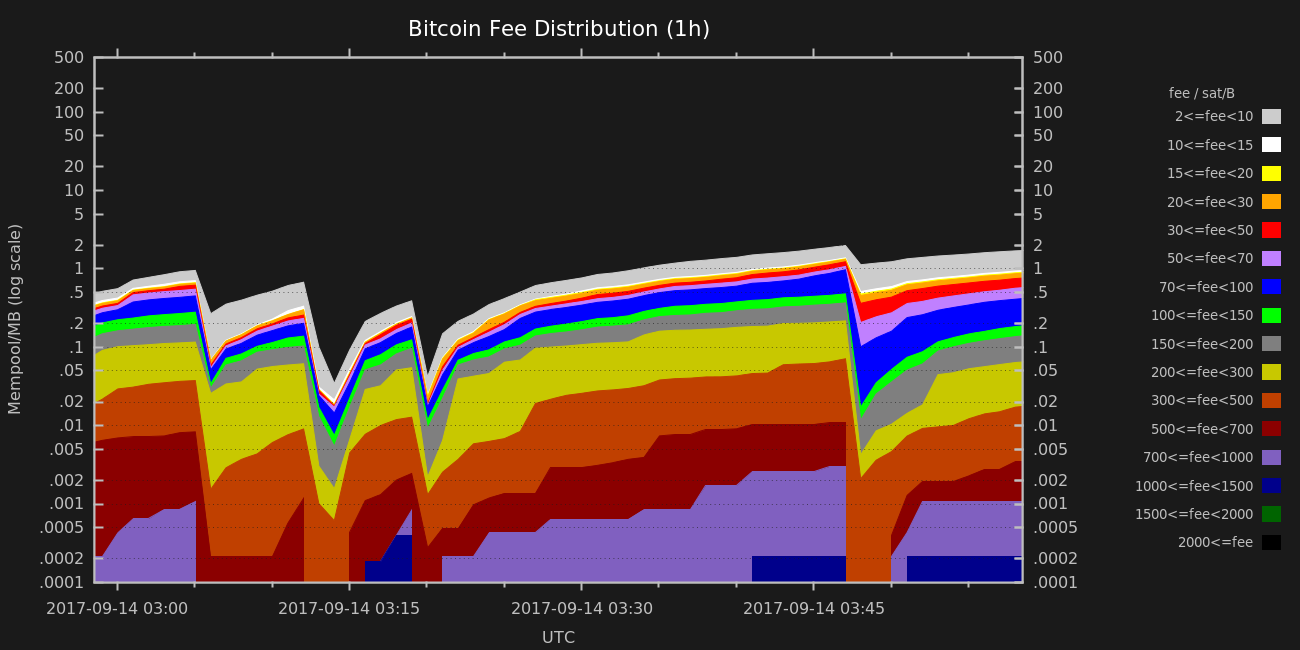 Bitcoin Fee Distribution (1h)
500
200
100
50
20
10
5
2
1
.5
.2
.1
.05
.02
.01
.005
.002
.001
.0005
.0002
.0001
Mempool/MB (log scale)
500
200
100
50
20
10
5
2
1
.5
.2
.1
.05
.02
.01
.005
.002
.001
.0005
.0002
.0001
2017-09-14 03:00 2017-09-14 03:15 2017-09-14 03:30 2017-09-14 03:45
UTC
fee / sat/B
2<=fee<10
10<=fee<15
15<=fee<20
20<=fee<30
30<=fee<50
50<=fee<70
70<=fee<100
100<=fee<150
150<=fee<200
200<=fee<300
300<=fee<500
500<=fee<700
700<=fee<1000
1000<=fee<1500
1500<=fee<2000
2000<=fee